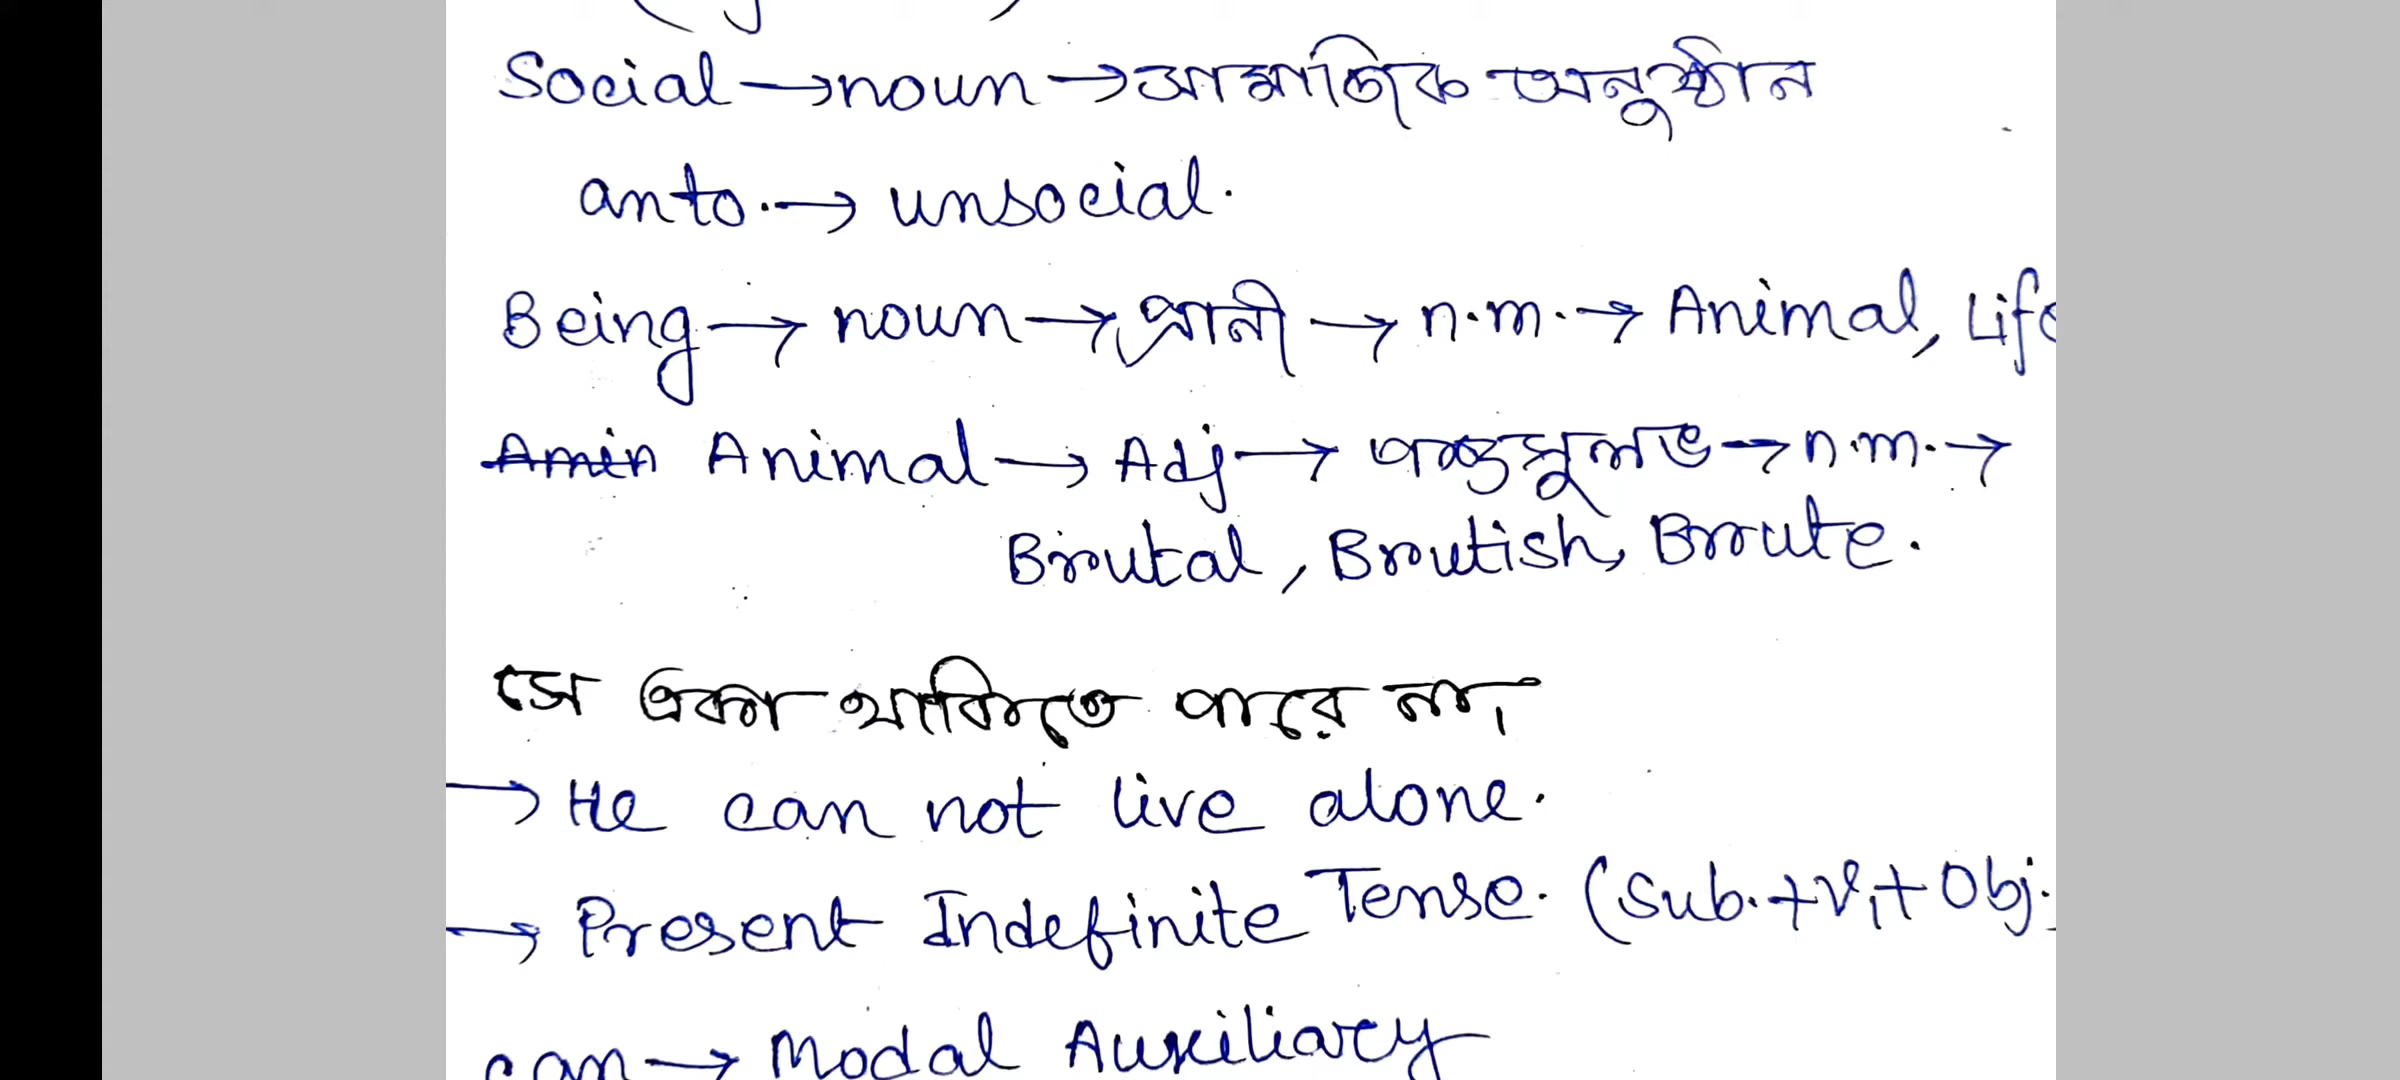 Social → noun → সামাজিক অনুষ্ঠান
anto. → unsocial.
Being → noun → প্রানী → n.m. → Animal, Life
Amin Animal → Adj → পশুসুলভ → n.m. →
Brutal, Brutish, Brute.
সে একা থাকিতে পারে না,
→ He can not live alone.
→ Present Indefinite Tense. (Sub. + V1 + Obj.
can → Modal Auxiliary